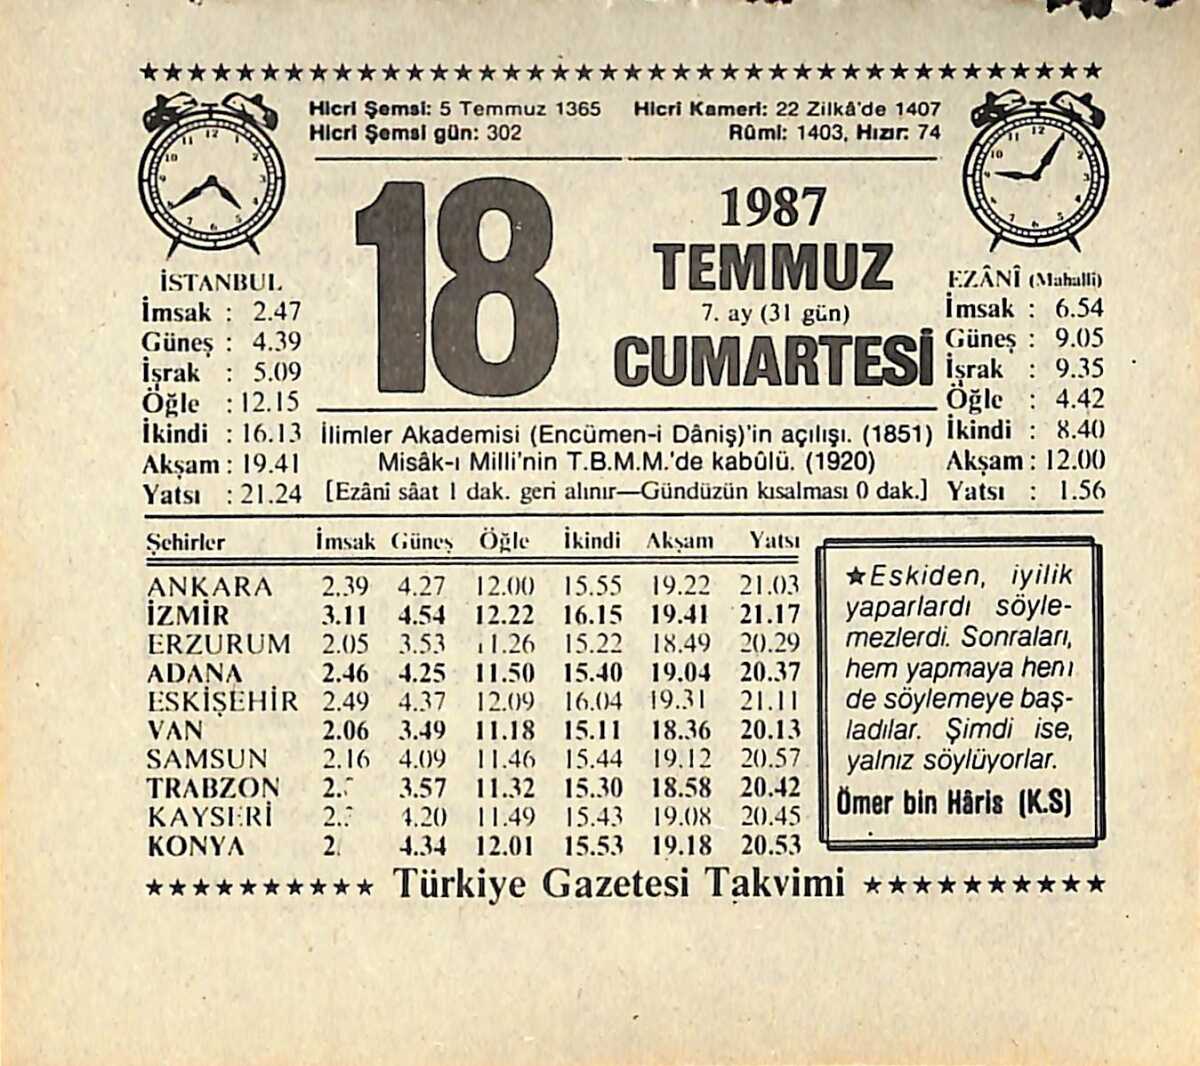 Hicri Şemsi: 5 Temmuz 1365 Hicri Kameri: 22 Zilkâ'de 1407
Hicri Şemsi gün: 302 Rûmi: 1403, Hızır: 74
18
1987
TEMMUZ
7. ay (31 gün)
CUMARTESİ
İSTANBUL
İmsak : 2.47
Güneş : 4.39
İşrak : 5.09
Öğle : 12.15
İkindi : 16.13
Akşam : 19.41
Yatsı : 21.24
EZÂNÎ (Mahalli)
İmsak : 6.54
Güneş : 9.05
İşrak : 9.35
Öğle : 4.42
İkindi : 8.40
Akşam : 12.00
Yatsı : 1.56
İlimler Akademisi (Encümen-i Dâniş)'in açılışı. (1851)
Misâk-ı Milli'nin T.B.M.M.'de kabûlü. (1920)
[Ezâni sâat 1 dak. geri alınır—Gündüzün kısalması 0 dak.]
Şehirler İmsak Güneş Öğle İkindi Akşam Yatsı
ANKARA 2.39 4.27 12.00 15.55 19.22 21.03
İZMİR 3.11 4.54 12.22 16.15 19.41 21.17
ERZURUM 2.05 3.53 11.26 15.22 18.49 20.29
ADANA 2.46 4.25 11.50 15.40 19.04 20.37
ESKİŞEHİR 2.49 4.37 12.09 16.04 19.31 21.11
VAN 2.06 3.49 11.18 15.11 18.36 20.13
SAMSUN 2.16 4.09 11.46 15.44 19.12 20.57
TRABZON 3.57 11.32 15.30 18.58 20.42
KAYSERİ 4.20 11.49 15.43 19.08 20.45
KONYA 4.34 12.01 15.53 19.18 20.53
★Eskiden, iyilik
yaparlardı söyle-
mezlerdi. Sonraları,
hem yapmaya hem
de söylemeye baş-
ladılar. Şimdi ise,
yalnız söylüyorlar.
Ömer bin Hâris (K.S)
★★★★★★★★★★ Türkiye Gazetesi Takvimi ★★★★★★★★★★